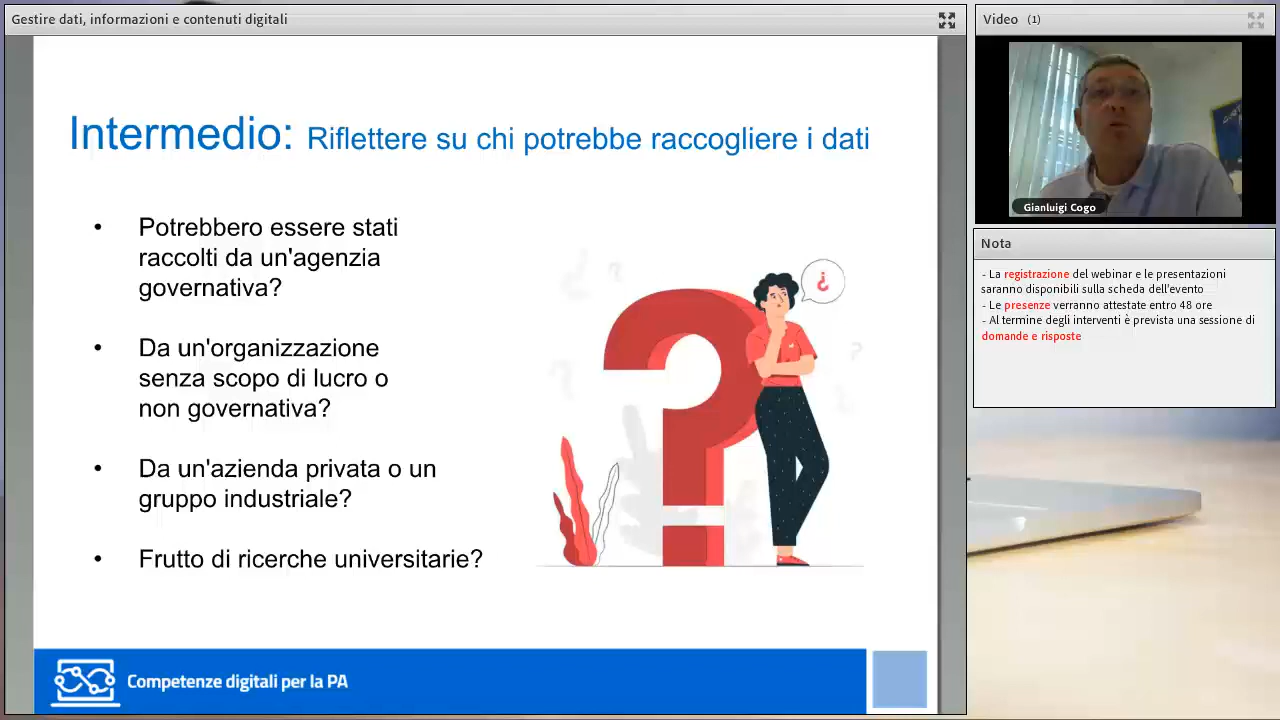 Gestire dati, informazioni e contenuti digitali
Intermedio: Riflettere su chi potrebbe raccogliere i dati
• Potrebbero essere stati
raccolti da un'agenzia
governativa?
• Da un'organizzazione
senza scopo di lucro o
non governativa?
• Da un'azienda privata o un
gruppo industriale?
• Frutto di ricerche universitarie?
¿
Competenze digitali per la PA
Video (1)
Gianluigi Cogo
Nota
- La registrazione del webinar e le presentazioni
saranno disponibili sulla scheda dell'evento
- Le presenze verranno attestate entro 48 ore
- Al termine degli interventi è prevista una sessione di
domande e risposte